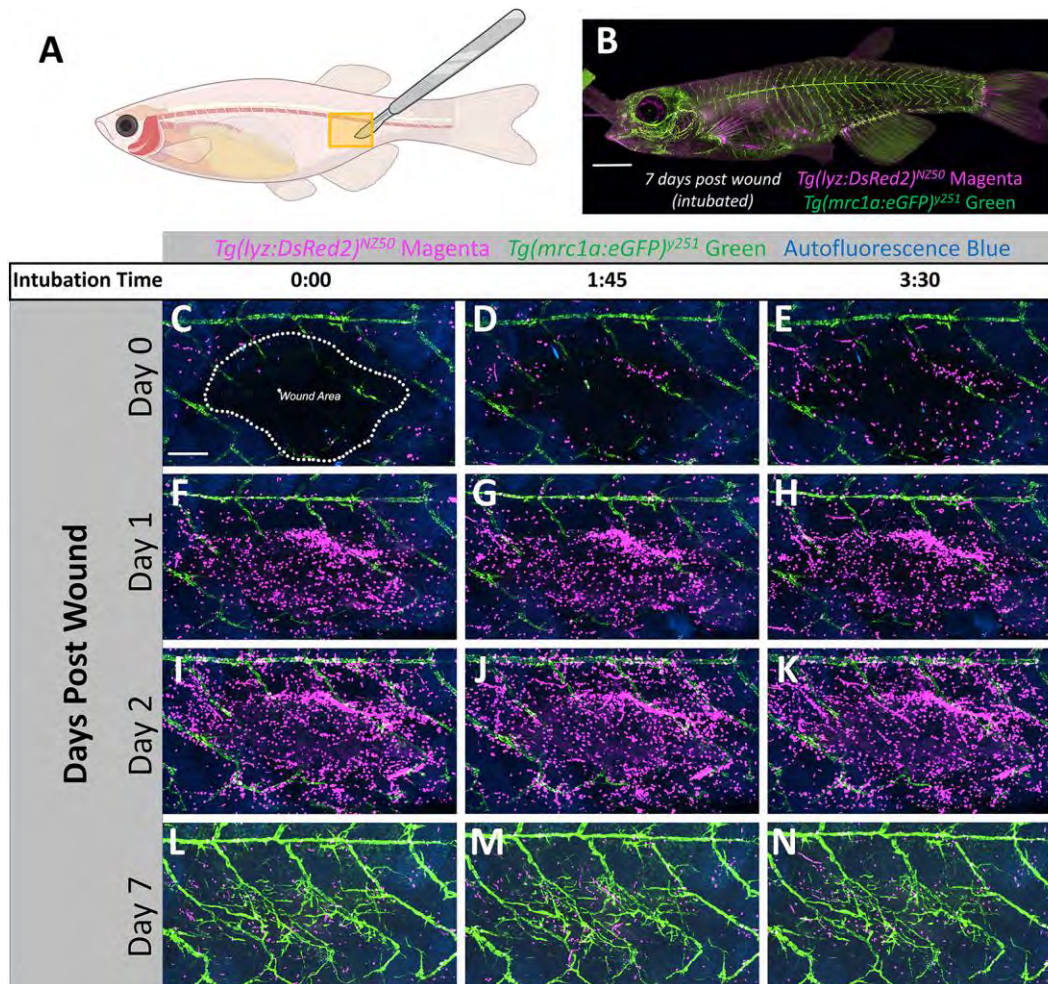 A
B
7 days post wound Tg(lyz:DsRed2)^NZ50 Magenta
(intubated) Tg(mrc1a:eGFP)^y251 Green
Tg(lyz:DsRed2)^NZ50 Magenta Tg(mrc1a:eGFP)^y251 Green Autofluorescence Blue
Intubation Time 0:00 1:45 3:30
Days Post Wound
Day 0
C D E
Wound Area
Day 1
F G H
Day 2
I J K
Day 7
L M N